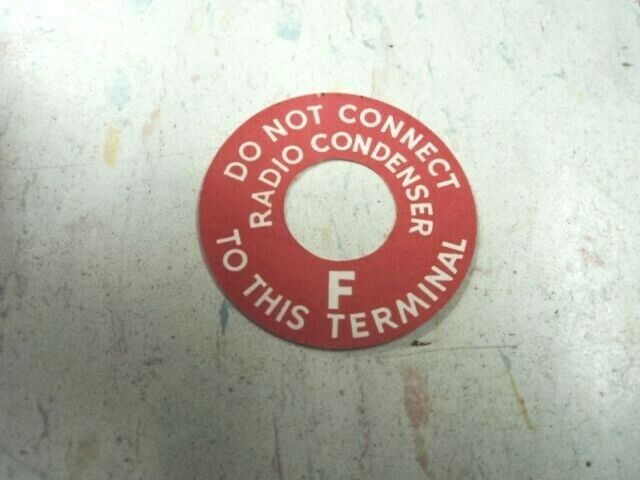 DO NOT CONNECT
RADIO CONDENSER
TO THIS TERMINAL
F